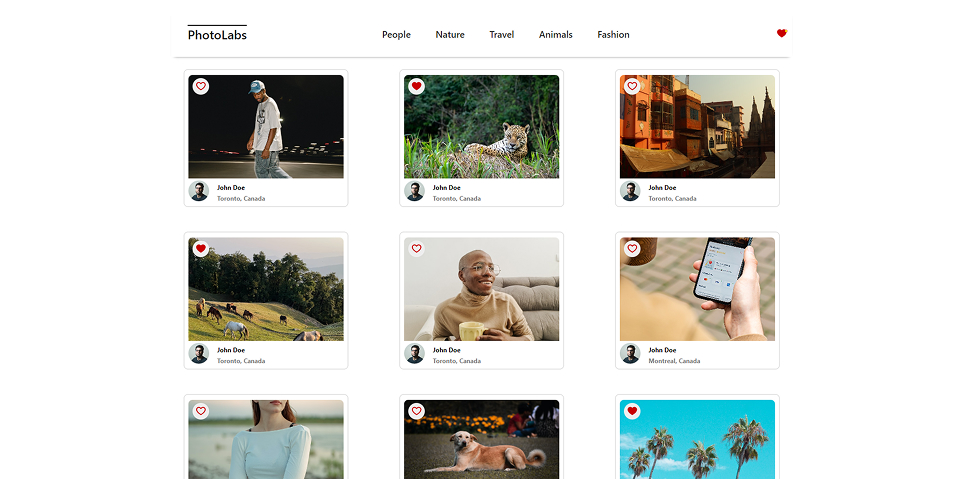 PhotoLabs
People
Nature
Travel
Animals
Fashion
John Doe
Toronto, Canada
John Doe
Toronto, Canada
John Doe
Toronto, Canada
John Doe
Toronto, Canada
John Doe
Toronto, Canada
John Doe
Montreal, Canada